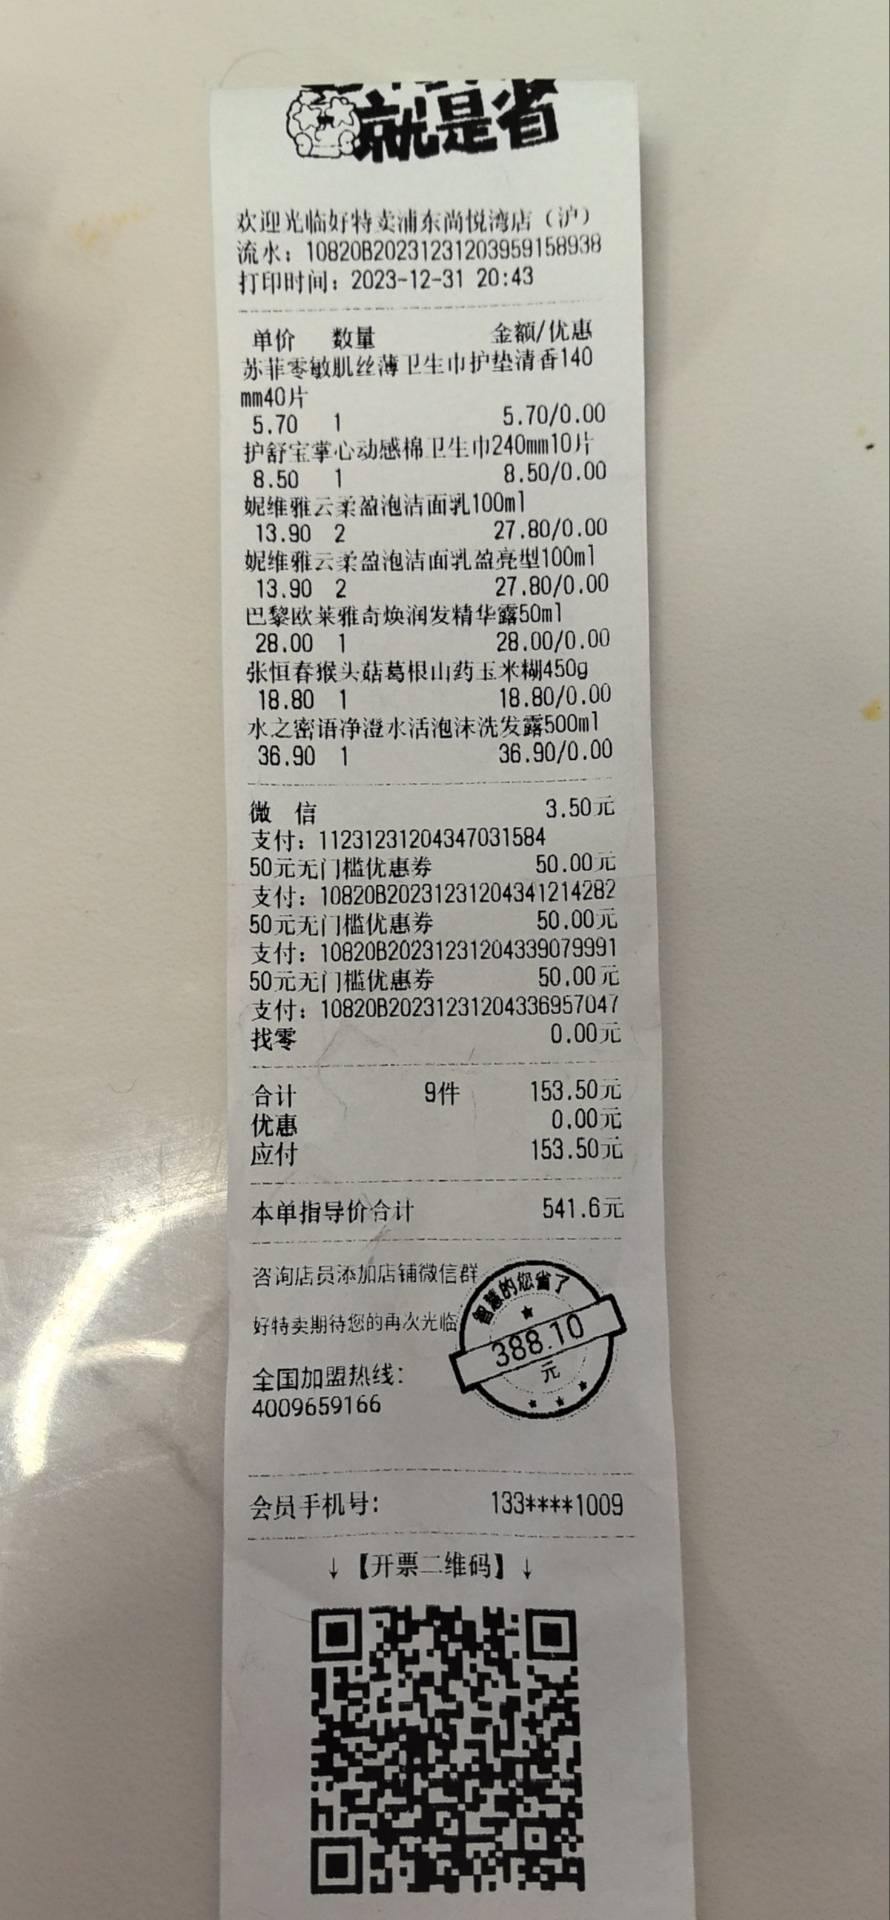 就是省
欢迎光临好特卖浦东尚悦湾店（沪）
流水：10820B20231231203959158938
打印时间：2023-12-31 20:43
单价 数量 金额/优惠
苏菲零敏肌丝薄卫生巾护垫清香140
mm40片
5.70 1 5.70/0.00
护舒宝掌心动感棉卫生巾240mm10片
8.50 1 8.50/0.00
妮维雅云柔盈泡洁面乳100ml
13.90 2 27.80/0.00
妮维雅云柔盈泡洁面乳盈亮型100ml
13.90 2 27.80/0.00
巴黎欧莱雅奇焕润发精华露50ml
28.00 1 28.00/0.00
张恒春猴头菇葛根山药玉米糊450g
18.80 1 18.80/0.00
水之密语净澄水活泡沫洗发露500ml
36.90 1 36.90/0.00
微 信 3.50元
支付：11231231204347031584
50元无门槛优惠券 50.00元
支付：10820B202312312043412​14282
50元无门槛优惠券 50.00元
支付：10820B20231231204339079991
50元无门槛优惠券 50.00元
支付：10820B20231231204336957047
找零 0.00元
合计 9件 153.50元
优惠 0.00元
应付 153.50元
本单指导价合计 541.6元
咨询店员添加店铺微信群
好特卖期待您的再次光临
智慧的您省了
388.10
元
全国加盟热线：
4009659166
会员手机号： 133****1009
↓【开票二维码】↓